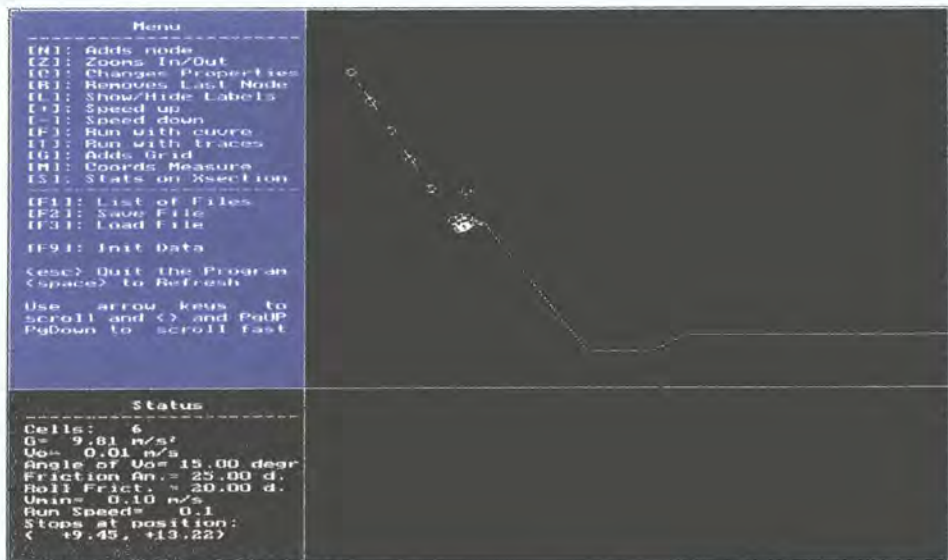 Menu
[N]: Adds node
[Z]: Zooms In/Out
[C]: Changes Properties
[R]: Removes Last Node
[L]: Show/Hide Labels
[+]: Speed up
[-]: Speed down
[F]: Run with cuvre
[T]: Run with traces
[G]: Adds Grid
[M]: Coords Measure
[S]: Stats on Xsection
[F1]: List of Files
[F2]: Save File
[F3]: Load File
[F9]: Init Data
<esc> Quit the Program
<space> to Refresh
Use arrow keys to
scroll and <> and PgUP
PgDown to scroll fast
Status
Cells: 6
G= 9.81 m/s²
Vo= 0.01 m/s
Angle of Vo= 15.00 degr
Friction An.= 25.00 d.
Roll Frict. = 20.00 d.
Vmin= 0.10 m/s
Run Speed= 0.1
Stops at position:
( +9.45, +13.22)